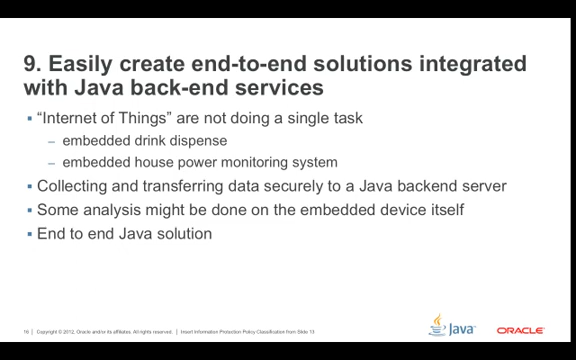 9. Easily create end-to-end solutions integrated
with Java back-end services
“Internet of Things” are not doing a single task
– embedded drink dispense
– embedded house power monitoring system
Collecting and transferring data securely to a Java backend server
Some analysis might be done on the embedded device itself
End to end Java solution
Copyright © 2012, Oracle and/or its affiliates. All rights reserved. | Insert Information Protection Policy Classification from Slide 13
Java
ORACLE